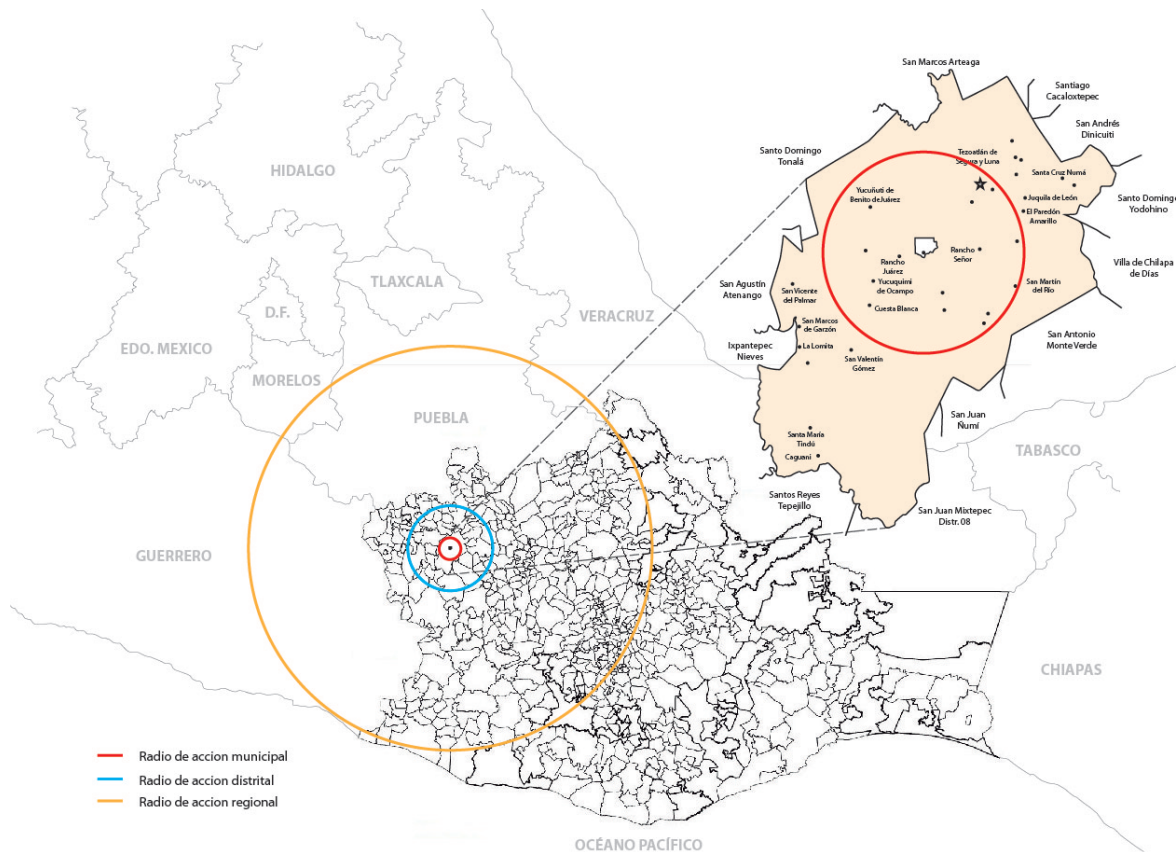 San Marcos Arteaga
Santiago
Cacaloxtepec
San Andrés
Dinicuiti
Santo Domingo
Tonalá
Tezoatlán de
Segura y Luna
Santa Cruz Numá
Yucuñuti de
Benito de Juárez
Juquila de León
El Paredón
Amarillo
Santo Domingo
Yodohino
Rancho
Juárez
Rancho
Señor
Villa de Chilapa
de Días
San Agustín
Atenango
San Vicente
del Palmar
Yucuquimi
de Ocampo
San Martín
del Río
Cuesta Blanca
San Marcos
de Garzón
Ixpantepec
Nieves
La Lomita
San Valentín
Gómez
San Antonio
Monte Verde
San Juan
Ñumí
Santa María
Tindú
Caguani
Santos Reyes
Tepejillo
San Juan Mixtepec
Distr. 08
HIDALGO
TLAXCALA
D.F.
VERACRUZ
EDO. MEXICO
MORELOS
PUEBLA
TABASCO
GUERRERO
CHIAPAS
Radio de accion municipal
Radio de accion distrital
Radio de accion regional
OCÉANO PACÍFICO